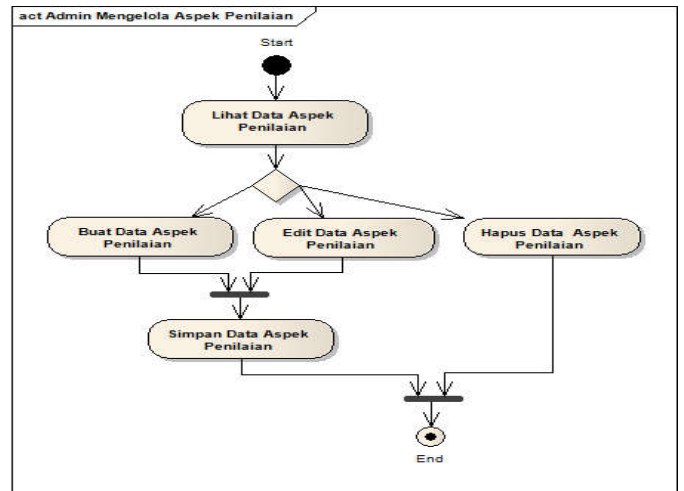 act Admin Mengelola Aspek Penilaian
Start
Lihat Data Aspek
Penilaian
Buat Data Aspek
Penilaian
Edit Data Aspek
Penilaian
Hapus Data Aspek
Penilaian
Simpan Data Aspek
Penilaian
End